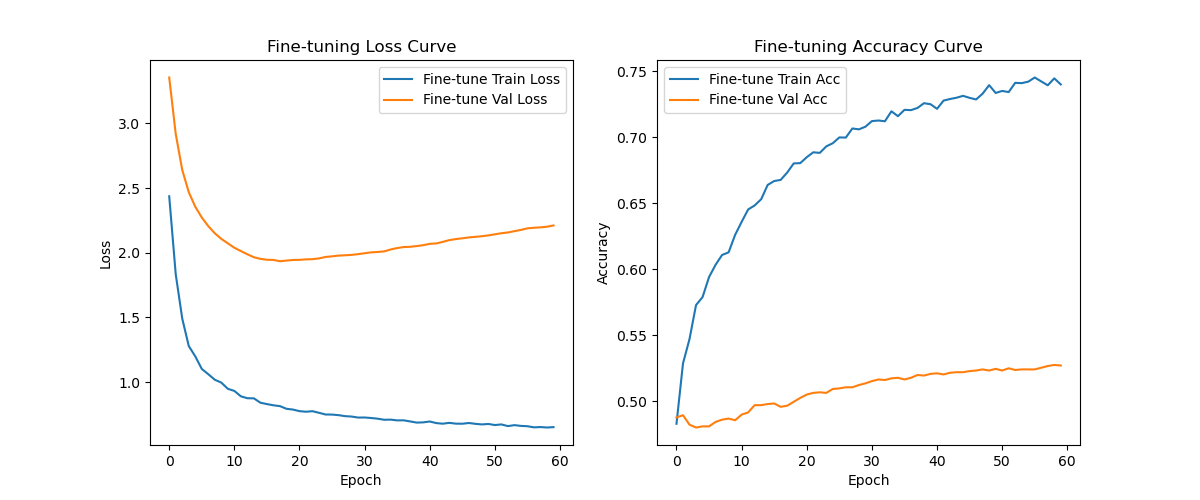 Fine-tuning Loss Curve
Fine-tune Train Loss
Fine-tune Val Loss
3.0
2.5
2.0
1.5
1.0
Loss
0 10 20 30 40 50 60
Epoch
Fine-tuning Accuracy Curve
Fine-tune Train Acc
Fine-tune Val Acc
0.75
0.70
0.65
0.60
0.55
0.50
Accuracy
0 10 20 30 40 50 60
Epoch